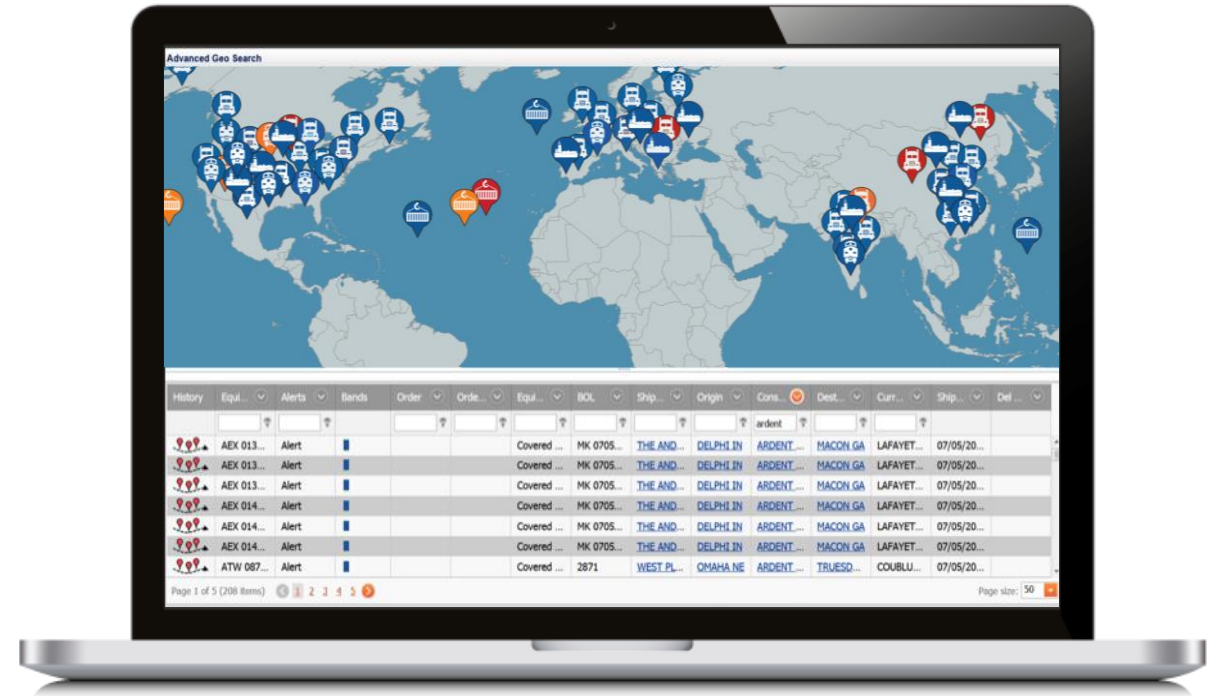 Advanced Geo Search
History Equi... Alerts Bands Order Orde... Equi... BOL Ship... Origin Cons... Dest... Curr... Ship... Del ...
ardent
AEX 013... Alert Covered ... MK 0705... THE AND... DELPHI IN ARDENT ... MACON GA LAFAYET... 07/05/20...
AEX 013... Alert Covered ... MK 0705... THE AND... DELPHI IN ARDENT ... MACON GA LAFAYET... 07/05/20...
AEX 013... Alert Covered ... MK 0705... THE AND... DELPHI IN ARDENT ... MACON GA LAFAYET... 07/05/20...
AEX 014... Alert Covered ... MK 0705... THE AND... DELPHI IN ARDENT ... MACON GA LAFAYET... 07/05/20...
AEX 014... Alert Covered ... MK 0705... THE AND... DELPHI IN ARDENT ... MACON GA LAFAYET... 07/05/20...
AEX 014... Alert Covered ... MK 0705... THE AND... DELPHI IN ARDENT ... MACON GA LAFAYET... 07/05/20...
ATW 087... Alert Covered ... 2871 WEST PL... OMAHA NE ARDENT ... TRUESD... COUBLU... 07/05/20...
Page 1 of 5 (208 items) 1 2 3 4 5 Page size: 50